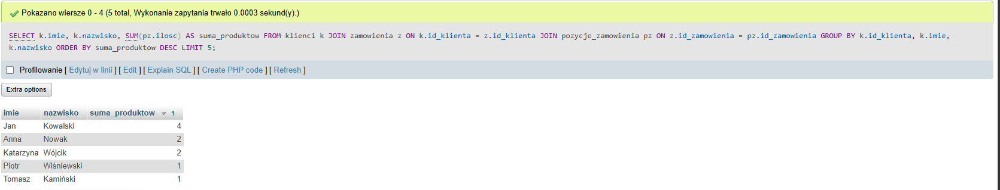 Pokazano wiersze 0 - 4 (5 total, Wykonanie zapytania trwało 0.0003 sekund(y).)
SELECT k.imie, k.nazwisko, SUM(pz.ilosc) AS suma_produktow FROM klienci k JOIN zamowienia z ON k.id_klienta = z.id_klienta JOIN pozycje_zamowienia pz ON z.id_zamowienia = pz.id_zamowienia GROUP BY k.id_klienta, k.imie,
k.nazwisko ORDER BY suma_produktow DESC LIMIT 5;
Profilowanie [ Edytuj w linii ] [ Edit ] [ Explain SQL ] [ Create PHP code ] [ Refresh ]
Extra options
imie nazwisko suma_produktow 1
Jan Kowalski 4
Anna Nowak 2
Katarzyna Wójcik 2
Piotr Wiśniewski 1
Tomasz Kamiński 1